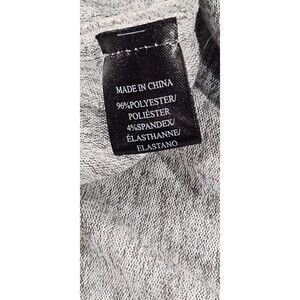 MADE IN CHINA
96%POLYESTER/
POLIÉSTER
4%SPANDEX/
ÉLASTHANNE/
ELASTANO